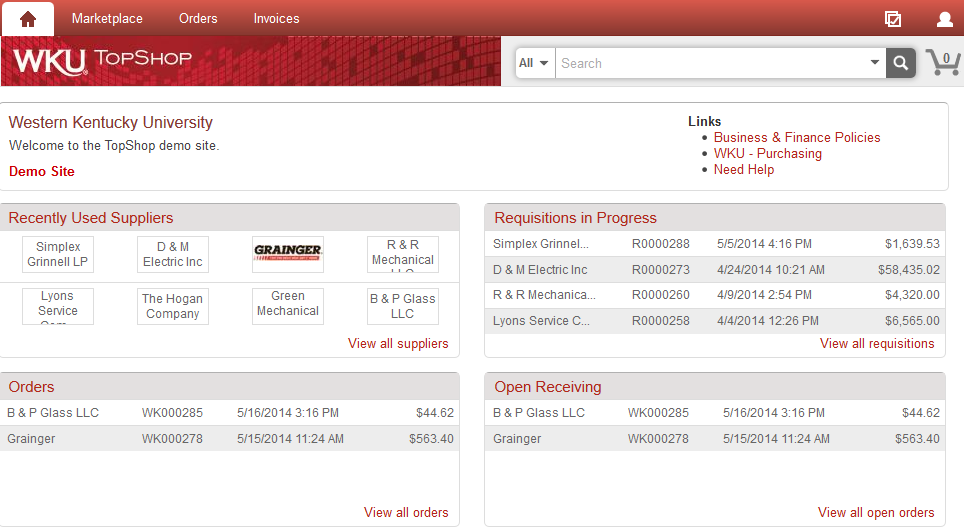 Marketplace Orders Invoices
WKU® TOPSHOP
All Search 0
Western Kentucky University
Welcome to the TopShop demo site.
Demo Site
Links
• Business & Finance Policies
• WKU - Purchasing
• Need Help
Recently Used Suppliers
Simplex
Grinnell LP
D & M
Electric Inc
GRAINGER
R & R
Mechanical
LLC
Lyons
Service
The Hogan
Company
Green
Mechanical
B & P Glass
LLC
View all suppliers
Requisitions in Progress
Simplex Grinnel... R0000288 5/5/2014 4:16 PM $1,639.53
D & M Electric Inc R0000273 4/24/2014 10:21 AM $58,435.02
R & R Mechanica... R0000260 4/9/2014 2:54 PM $4,320.00
Lyons Service C... R0000258 4/4/2014 12:26 PM $6,565.00
View all requisitions
Orders
B & P Glass LLC WK000285 5/16/2014 3:16 PM $44.62
Grainger WK000278 5/15/2014 11:24 AM $563.40
View all orders
Open Receiving
B & P Glass LLC WK000285 5/16/2014 3:16 PM $44.62
Grainger WK000278 5/15/2014 11:24 AM $563.40
View all open orders